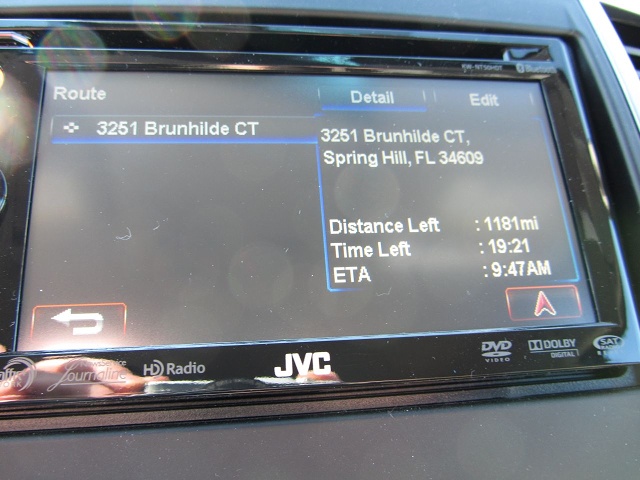 Route
Detail
Edit
3251 Brunhilde CT
3251 Brunhilde CT,
Spring Hill, FL 34609
Distance Left : 1181mi
Time Left : 19:21
ETA : 9:47AM
HD Radio
JVC
DVD
VIDEO
DOLBY
DIGITAL
SAT